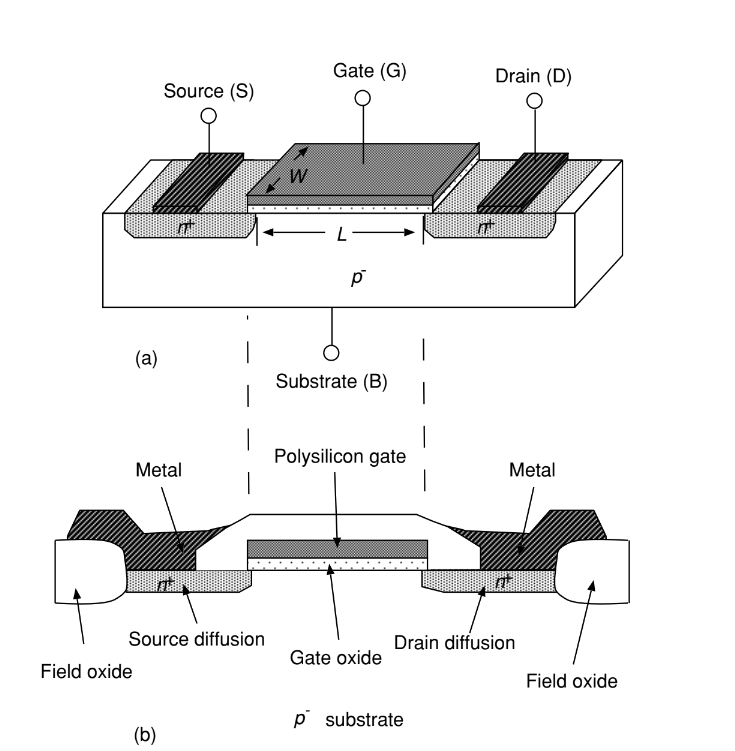 Gate (G)
Source (S)
Drain (D)
W
n+
L
n+
p-
(a)
Substrate (B)
Polysilicon gate
Metal
Metal
n+
n+
Source diffusion
Drain diffusion
Gate oxide
Field oxide
Field oxide
p- substrate
(b)